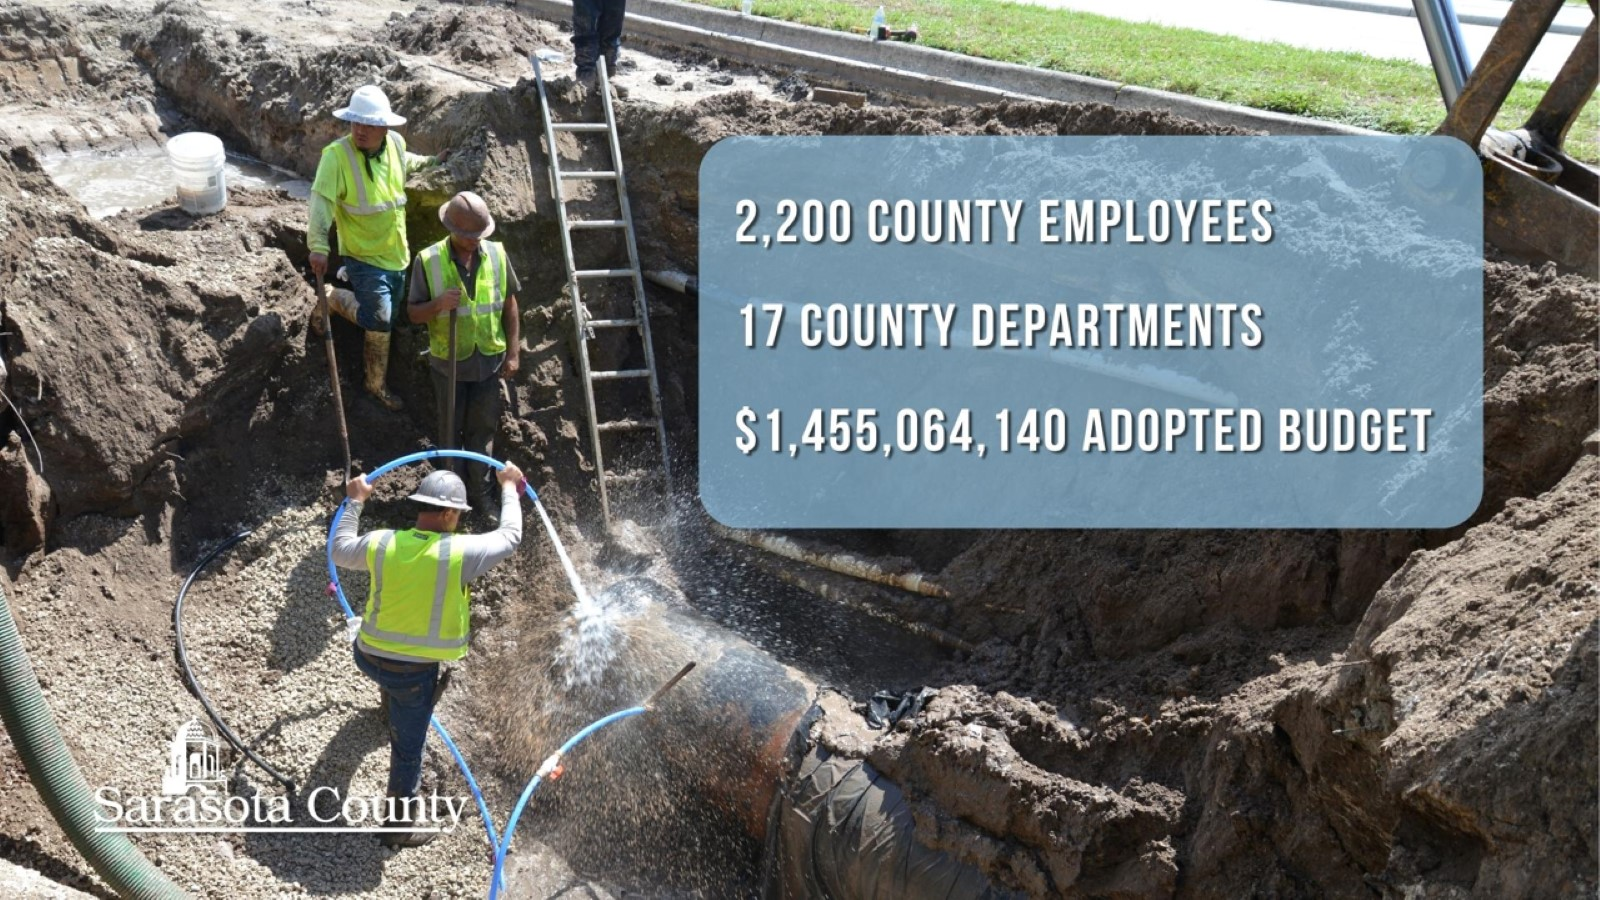 2,200 COUNTY EMPLOYEES
17 COUNTY DEPARTMENTS
$1,455,064,140 ADOPTED BUDGET
Sarasota County